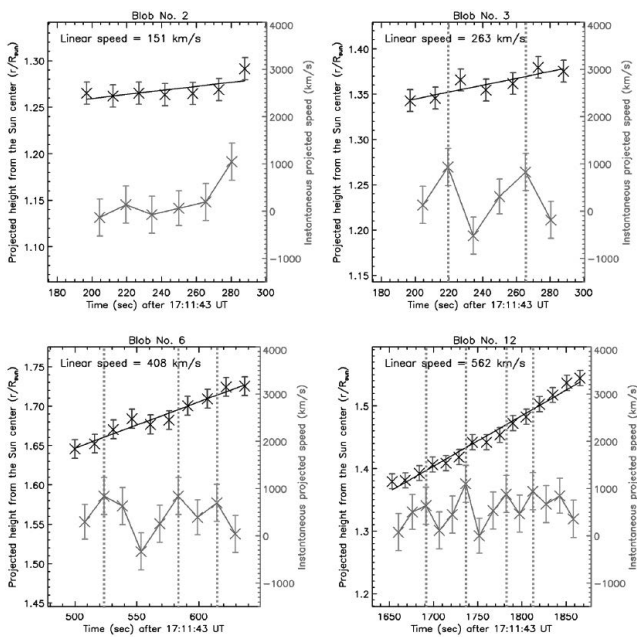 Blob No. 2
Linear speed = 151 km/s
Projected height from the Sun center (r/Rsun)
1.30
1.25
1.20
1.15
1.10
4000
3000
2000
1000
0
−1000
Instantaneous projected speed (km/s)
180 200 220 240 260 280 300
Time (sec) after 17:11:43 UT
Blob No. 3
Linear speed = 263 km/s
Projected height from the Sun center (r/Rsun)
1.40
1.35
1.30
1.25
1.20
1.15
4000
3000
2000
1000
0
−1000
Instantaneous projected speed (km/s)
180 200 220 240 260 280 300
Time (sec) after 17:11:43 UT
Blob No. 6
Linear speed = 408 km/s
Projected height from the Sun center (r/Rsun)
1.75
1.70
1.65
1.60
1.55
1.50
1.45
4000
3000
2000
1000
0
−1000
Instantaneous projected speed (km/s)
500 550 600
Time (sec) after 17:11:43 UT
Blob No. 12
Linear speed = 562 km/s
Projected height from the Sun center (r/Rsun)
1.5
1.4
1.3
1.2
4000
3000
2000
1000
0
−1000
Instantaneous projected speed (km/s)
1650 1700 1750 1800 1850
Time (sec) after 17:11:43 UT